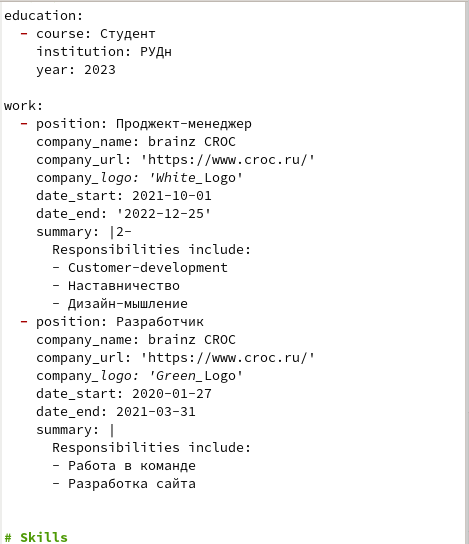 education:
  - course: Студент
    institution: РУДн
    year: 2023

work:
  - position: Проджект-менеджер
    company_name: brainz CROC
    company_url: 'https://www.croc.ru/'
    company_logo: 'White_Logo'
    date_start: 2021-10-01
    date_end: '2022-12-25'
    summary: |2-
      Responsibilities include:
      - Customer-development
      - Наставничество
      - Дизайн-мышление
  - position: Разработчик
    company_name: brainz CROC
    company_url: 'https://www.croc.ru/'
    company_logo: 'Green_Logo'
    date_start: 2020-01-27
    date_end: 2021-03-31
    summary: |
      Responsibilities include:
      - Работа в команде
      - Разработка сайта

# Skills